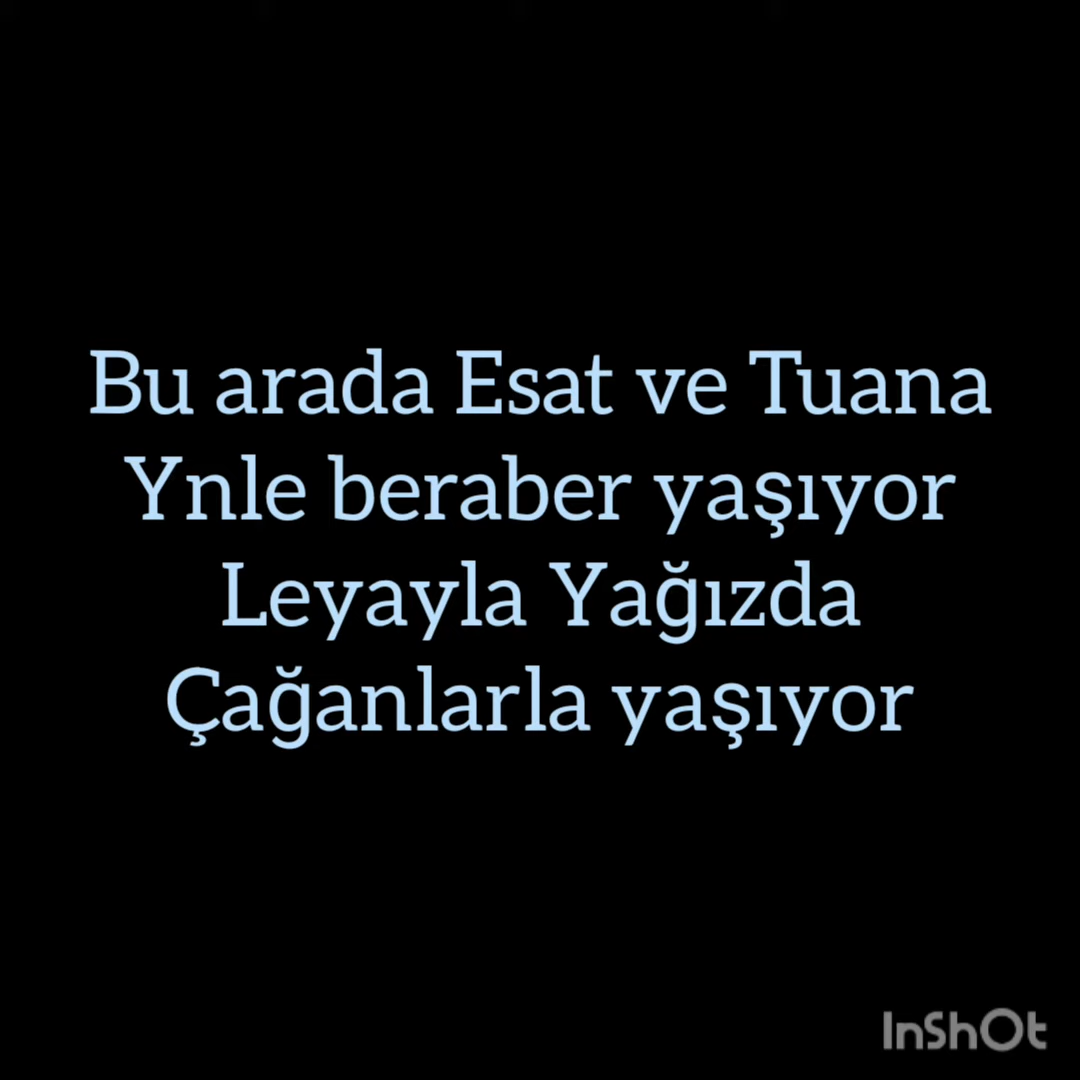 Bu arada Esat ve Tuana
Ynle beraber yaşıyor
Leyayla Yağızda
Çağanlarla yaşıyor
InShOt